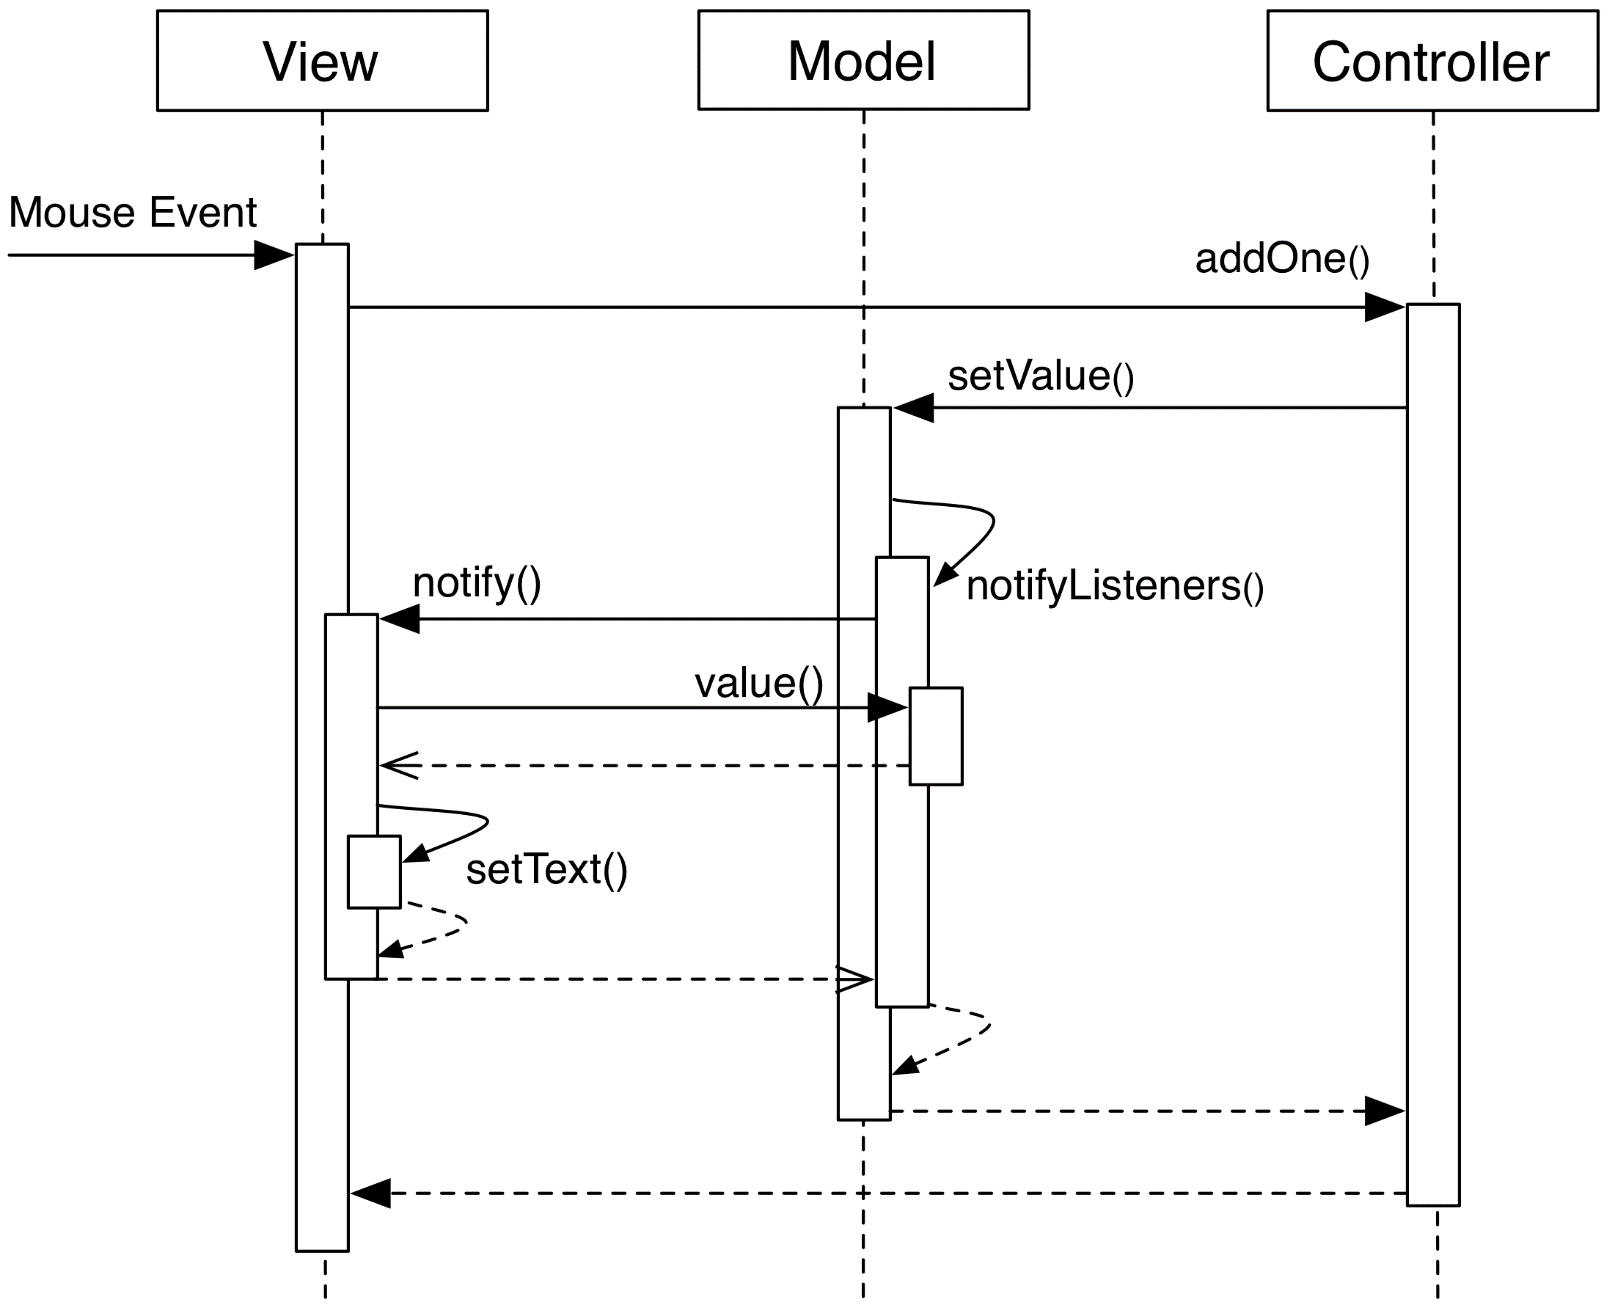 View
Model
Controller
Mouse Event
addOne()
setValue()
notify()
notifyListeners()
value()
setText()